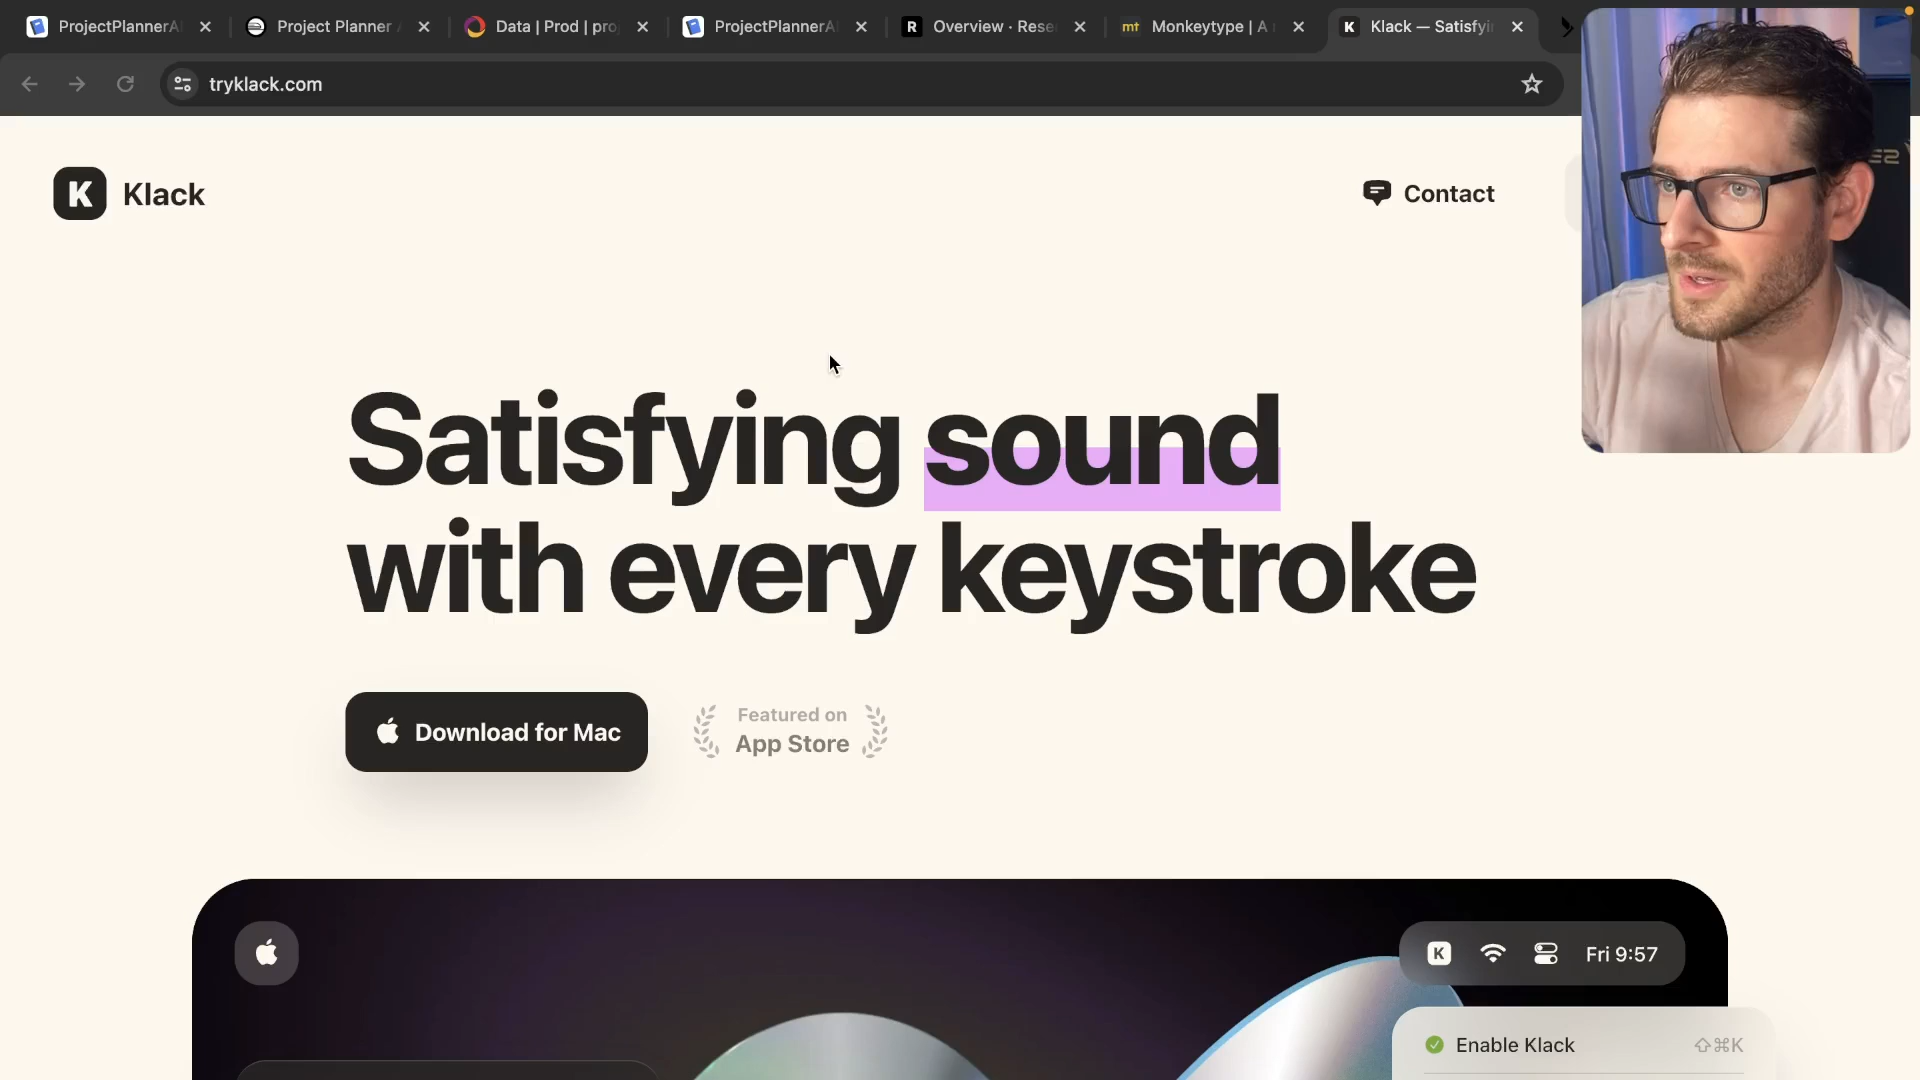 ProjectPlannerA
Project Planner
Data | Prod | pro
ProjectPlannerA
R
Overview · Rese
mt
Monkeytype | A
K
Klack — Satisfyi
tryklack.com
K
Klack
Contact
Satisfying sound
with every keystroke
Download for Mac
Featured on
App Store
K
Fri 9:57
Enable Klack
⇧⌘K